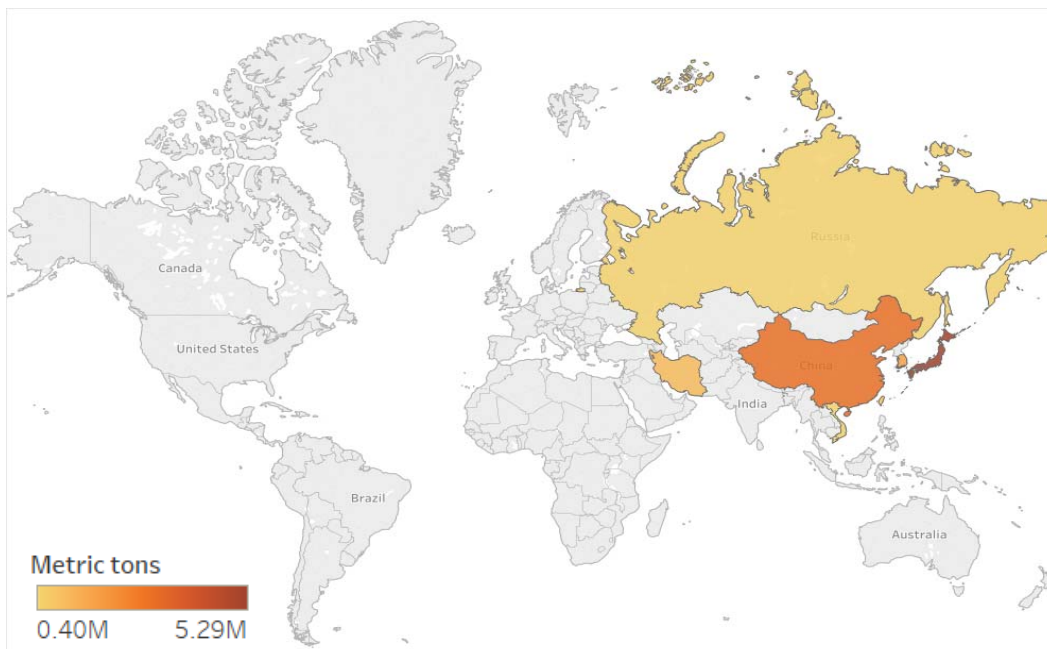 Russia
Canada
United States
China
India
Brazil
Australia
Metric tons
0.40M 5.29M